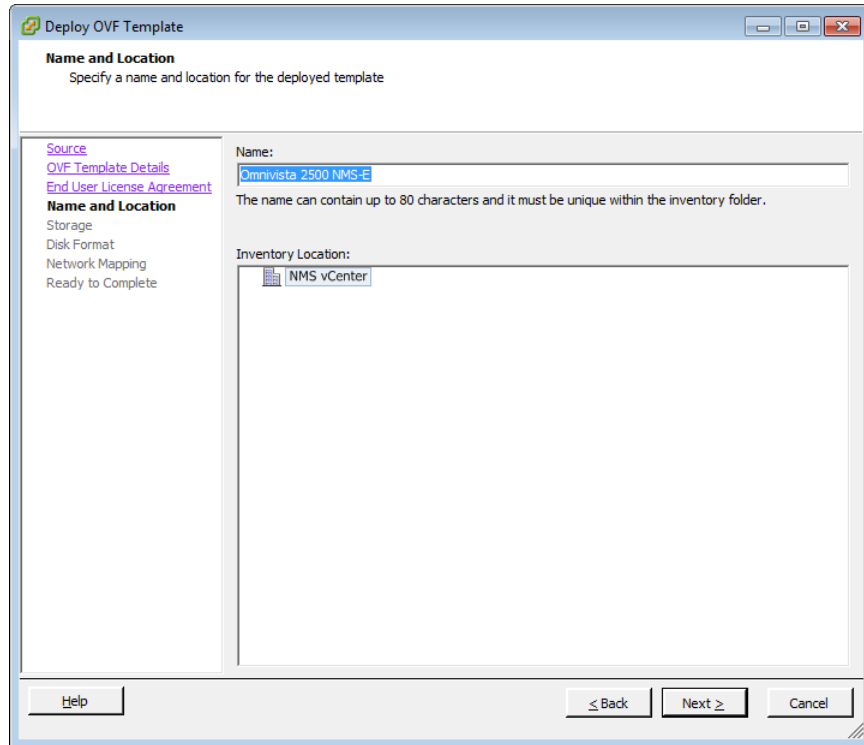 Deploy OVF Template
Name and Location
Specify a name and location for the deployed template
Source
OVF Template Details
End User License Agreement
Name and Location
Storage
Disk Format
Network Mapping
Ready to Complete
Name:
Omnivista 2500 NMS-E
The name can contain up to 80 characters and it must be unique within the inventory folder.
Inventory Location:
NMS vCenter
Help
< Back
Next >
Cancel